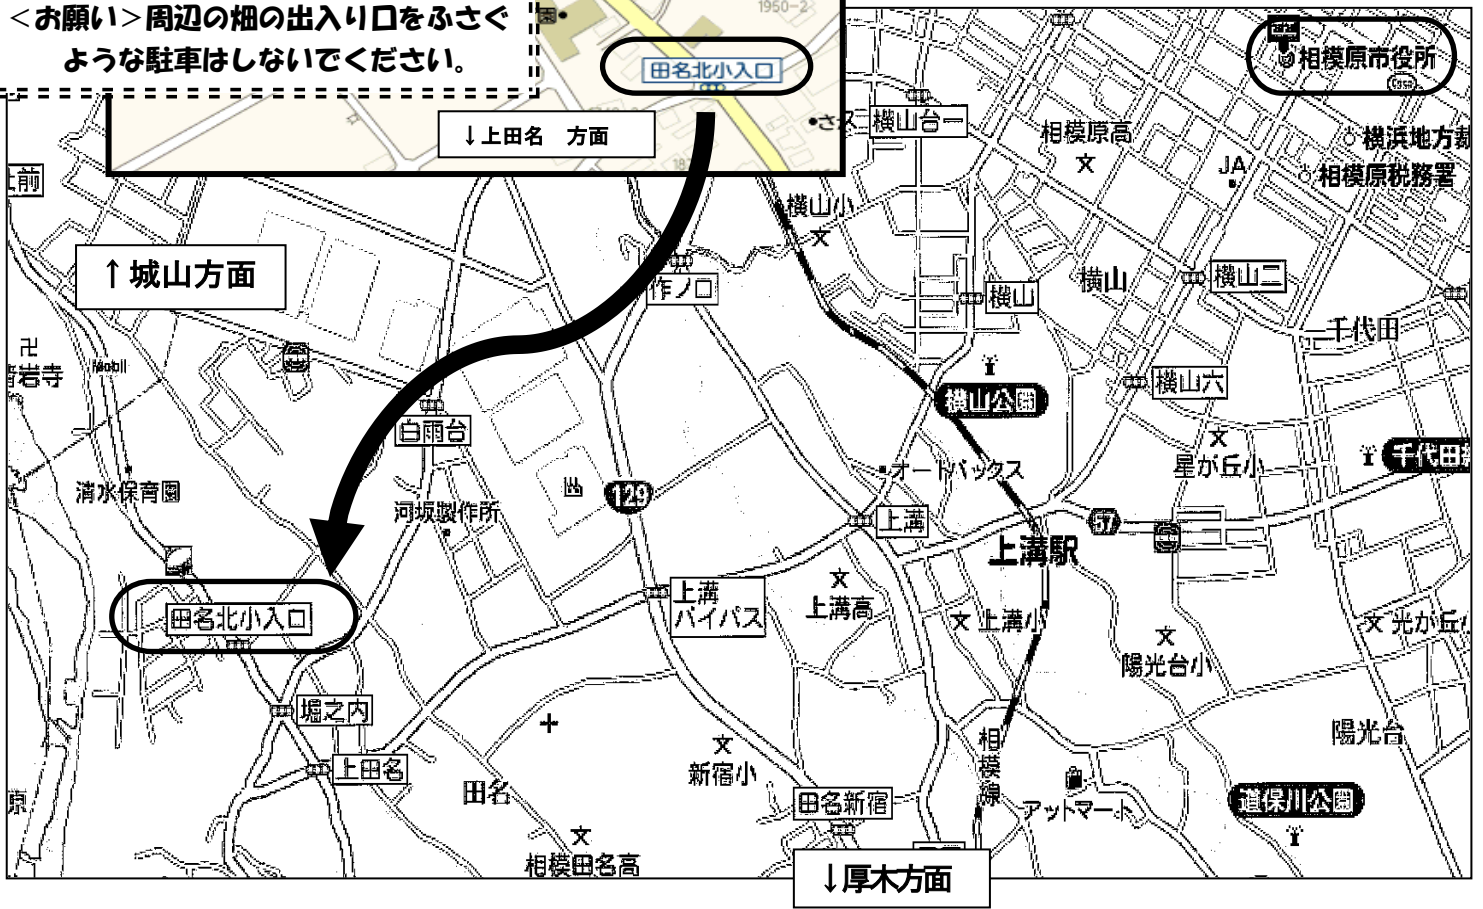 <お願い>周辺の畑の出入り口をふさぐ
ような駐車はしないでください。
園
1950-2
田名北小入口
↓上田名 方面
相模原市役所
Casa
横山台一
相模原高
横浜地方裁
JA
相模原税務署
前
横山小
↑城山方面
作ノ口
横山
横山
横山二
千代田
Mobil
岩寺
横山六
横山公園
白雨台
星が丘小
千代田
オートバックス
清水保育園
河坂製作所
129
上溝
57
上溝駅
田名北小入口
上溝
バイパス
上溝高
上溝小
光が丘
陽光台小
堀之内
陽光台
上田名
田名
新宿小
相模線
アットマート
田名新宿
道保川公園
原
相模田名高
↓厚木方面